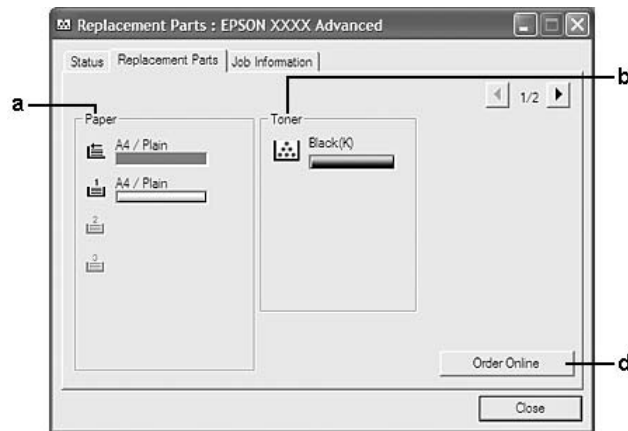 Replacement Parts : EPSON XXXX Advanced
Status Replacement Parts Job Information
a
b
1/2
Paper
Toner
A4 / Plain
Black(K)
1
A4 / Plain
2
3
Order Online
d
Close